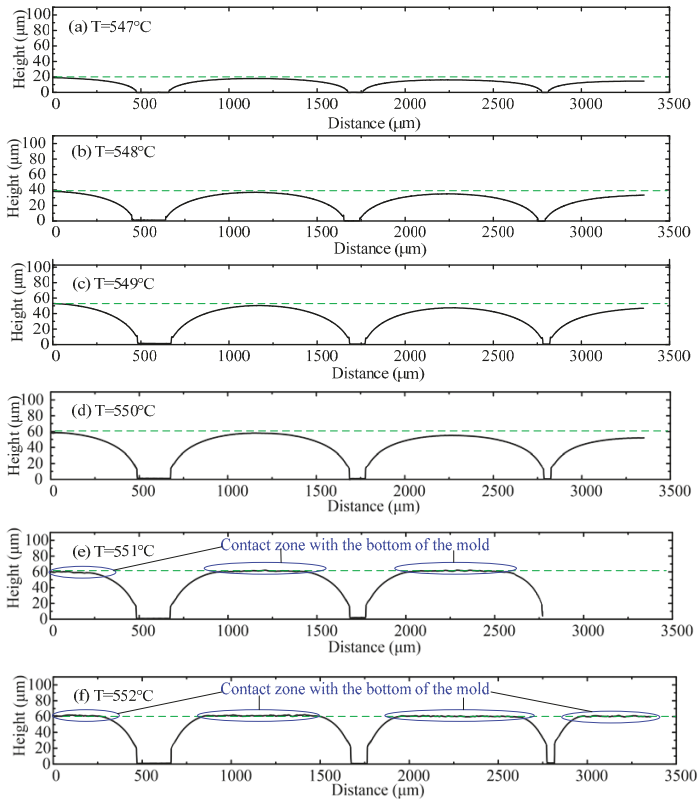 (a) T=547°C
Height (μm)
100
80
60
40
20
0
0 500 1000 1500 2000 2500 3000 3500
Distance (μm)
(b) T=548°C
Height (μm)
100
80
60
40
20
0
0 500 1000 1500 2000 2500 3000 3500
Distance (μm)
(c) T=549°C
Height (μm)
100
80
60
40
20
0
0 500 1000 1500 2000 2500 3000 3500
Distance (μm)
(d) T=550°C
Height (μm)
100
80
60
40
20
0
0 500 1000 1500 2000 2500 3000 3500
Distance (μm)
(e) T=551°C
Contact zone with the bottom of the mold
Height (μm)
100
80
60
40
20
0
0 500 1000 1500 2000 2500 3000 3500
Distance (μm)
(f) T=552°C
Contact zone with the bottom of the mold
Height (μm)
100
80
60
40
20
0
0 500 1000 1500 2000 2500 3000 3500
Distance (μm)